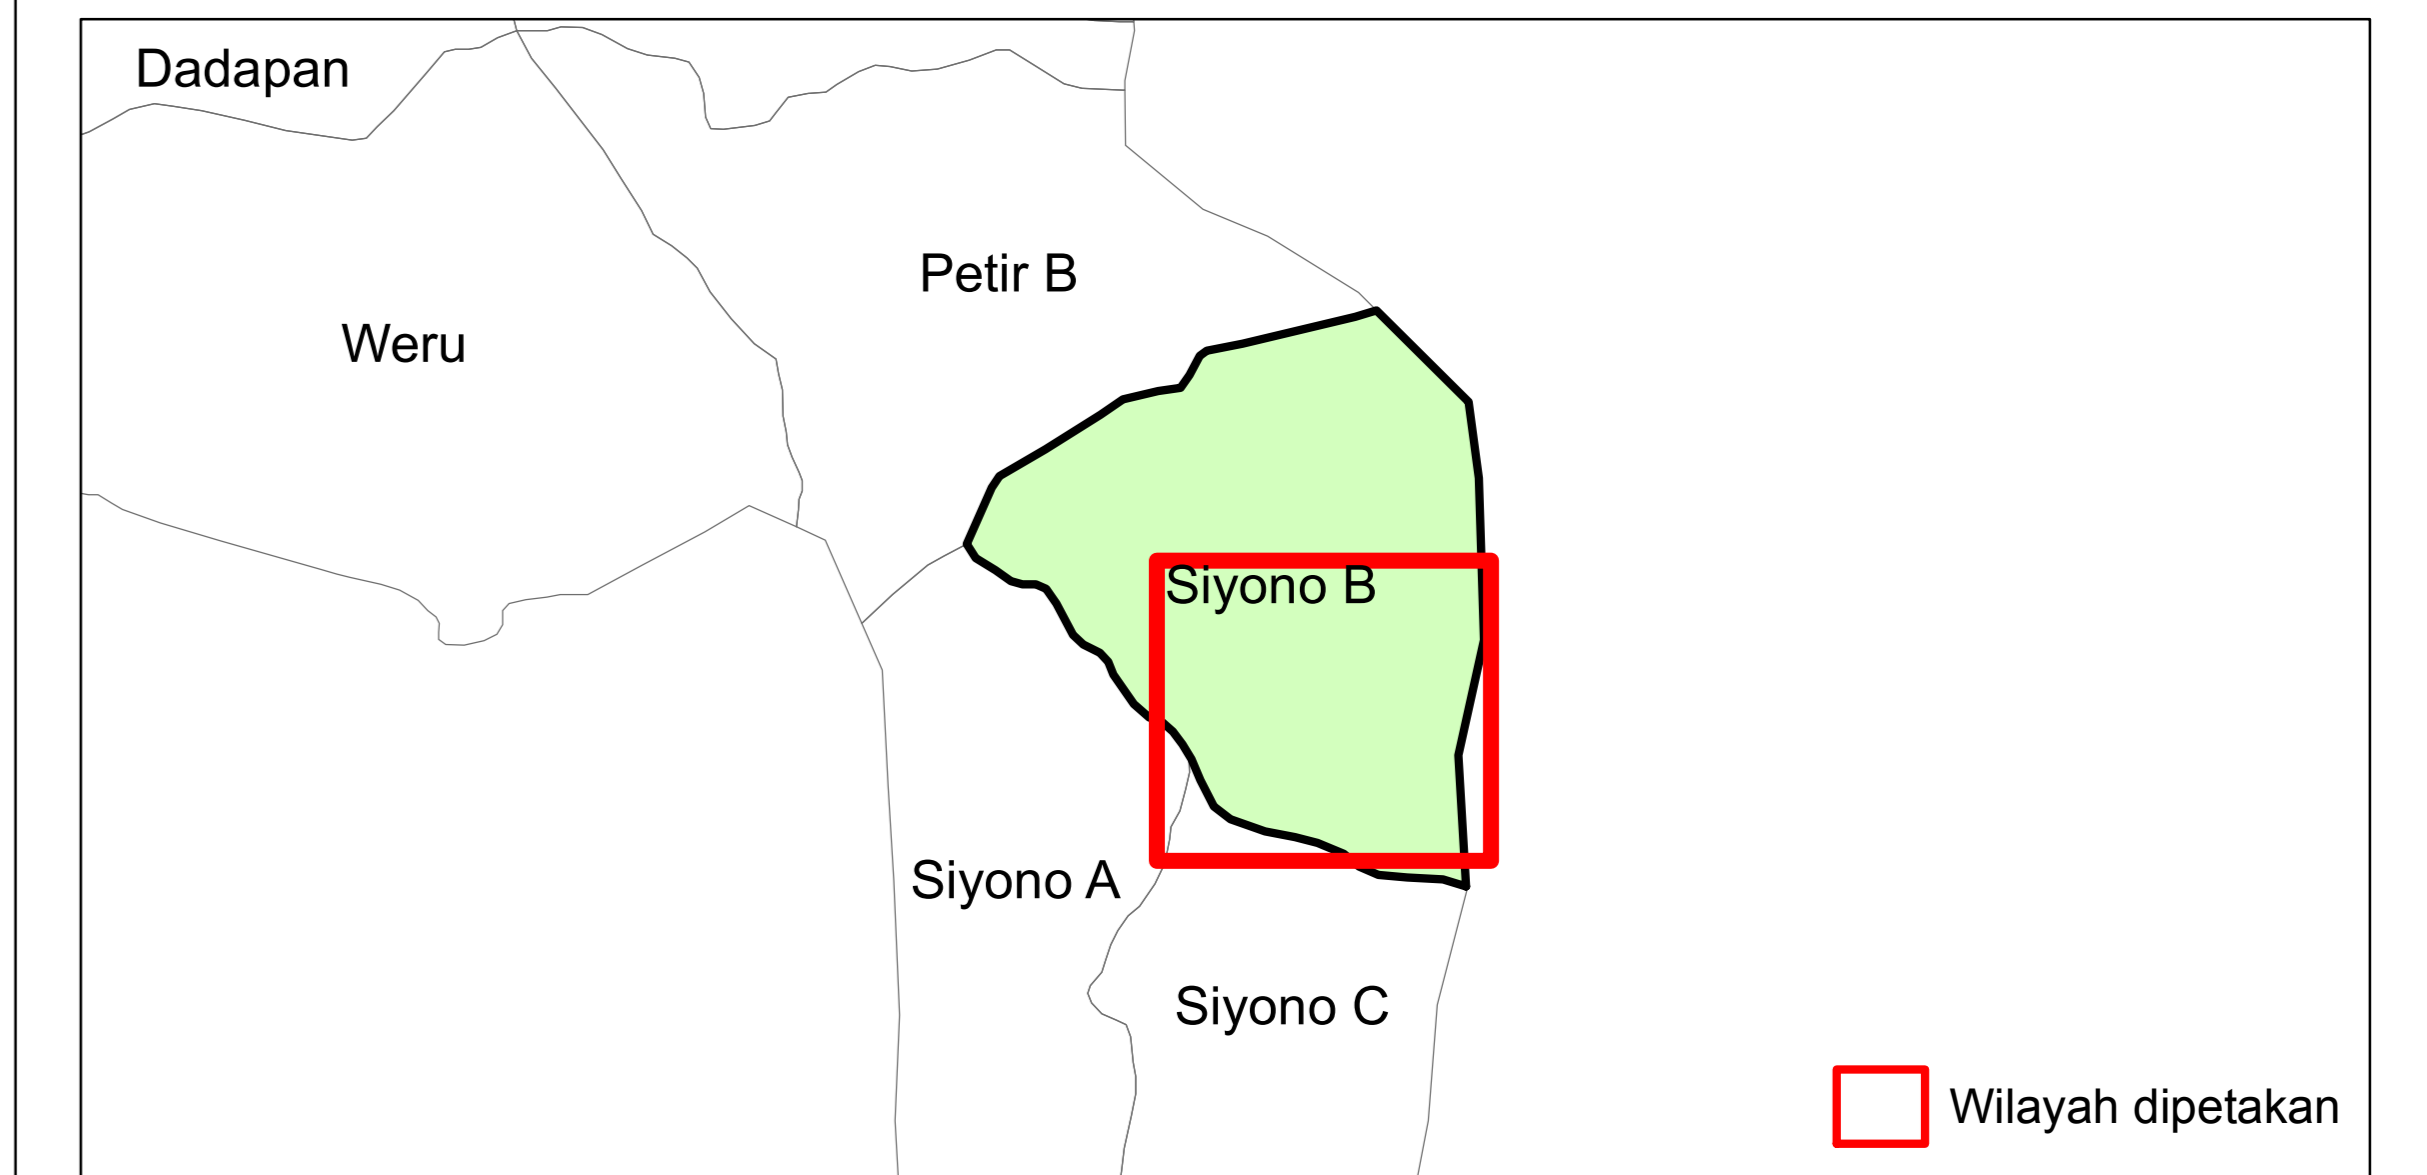 Dadapan
Petir B
Weru
Siyono B
Siyono A
Siyono C
Wilayah dipetakan